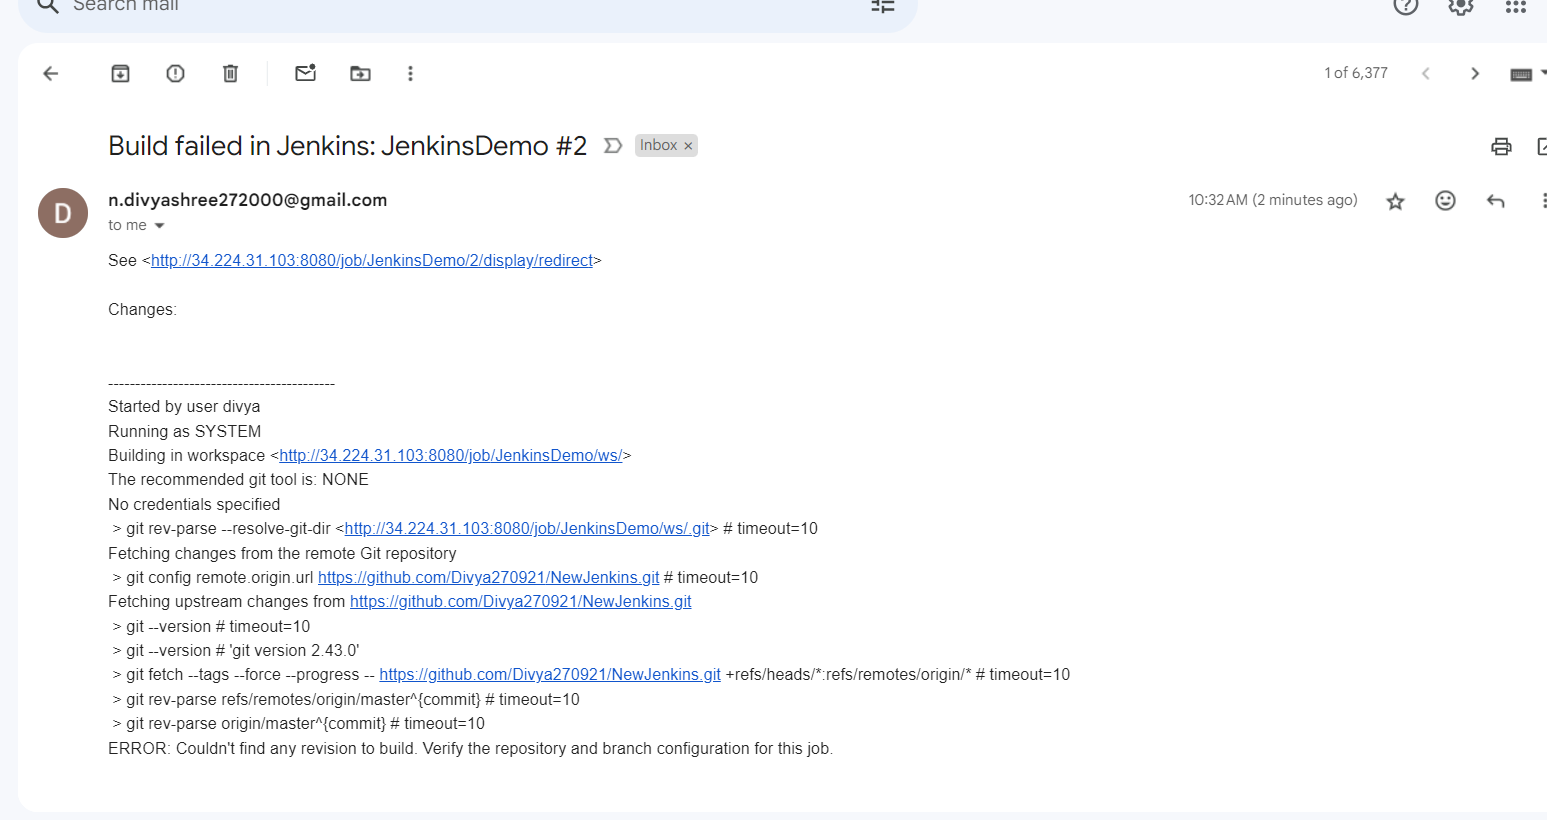 Search mail
1 of 6,377
Build failed in Jenkins: JenkinsDemo #2
Inbox ×
D
n.divyashree272000@gmail.com
10:32 AM (2 minutes ago)
to me
See <http://34.224.31.103:8080/job/JenkinsDemo/2/display/redirect>
Changes:
------------------------------------------
Started by user divya
Running as SYSTEM
Building in workspace <http://34.224.31.103:8080/job/JenkinsDemo/ws/>
The recommended git tool is: NONE
No credentials specified
> git rev-parse --resolve-git-dir <http://34.224.31.103:8080/job/JenkinsDemo/ws/.git> # timeout=10
Fetching changes from the remote Git repository
> git config remote.origin.url https://github.com/Divya270921/NewJenkins.git # timeout=10
Fetching upstream changes from https://github.com/Divya270921/NewJenkins.git
> git --version # timeout=10
> git --version # 'git version 2.43.0'
> git fetch --tags --force --progress -- https://github.com/Divya270921/NewJenkins.git +refs/heads/*:refs/remotes/origin/* # timeout=10
> git rev-parse refs/remotes/origin/master^{commit} # timeout=10
> git rev-parse origin/master^{commit} # timeout=10
ERROR: Couldn't find any revision to build. Verify the repository and branch configuration for this job.